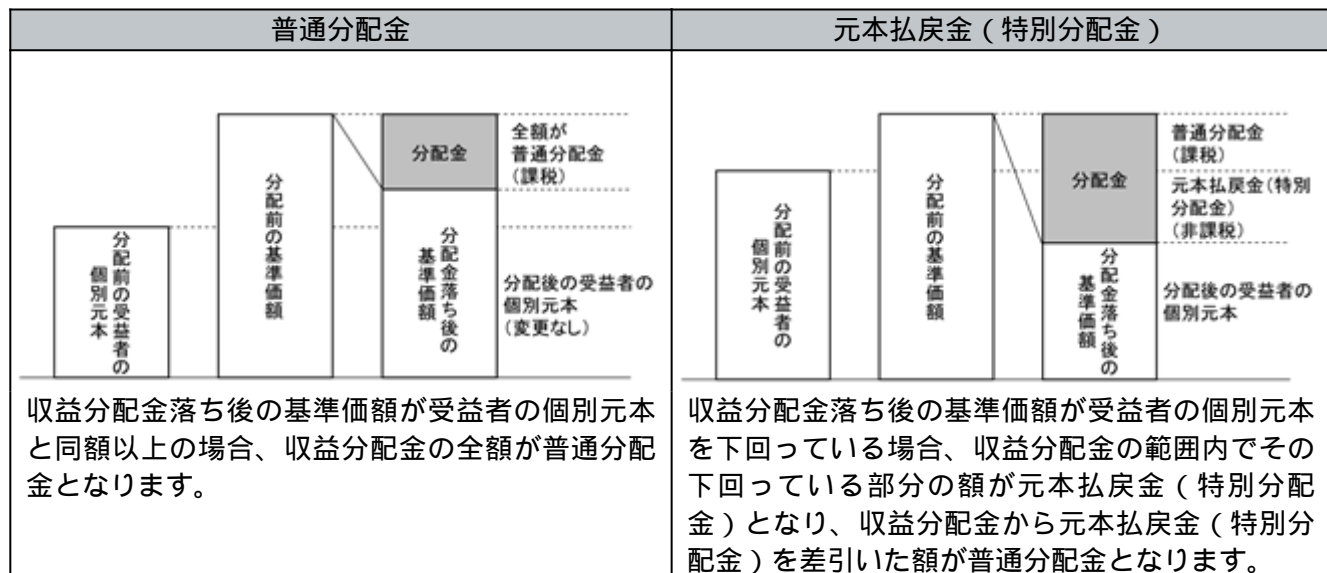 普通分配金
分配前の受益者の
個別元本
分配前の基準価額
分配金
分配金落ち後の
基準価額
全額が
普通分配金
(課税)
分配後の受益者の
個別元本
(変更なし)
収益分配金落ち後の基準価額が受益者の個別元本
と同額以上の場合、収益分配金の全額が普通分配
金となります。
元本払戻金（特別分配金）
分配前の受益者の
個別元本
分配前の基準価額
分配金
分配金落ち後の
基準価額
普通分配金
(課税)
元本払戻金(特別
分配金)
(非課税)
分配後の受益者の
個別元本
収益分配金落ち後の基準価額が受益者の個別元本
を下回っている場合、収益分配金の範囲内でその
下回っている部分の額が元本払戻金（特別分配
金）となり、収益分配金から元本払戻金（特別分
配金）を差引いた額が普通分配金となります。